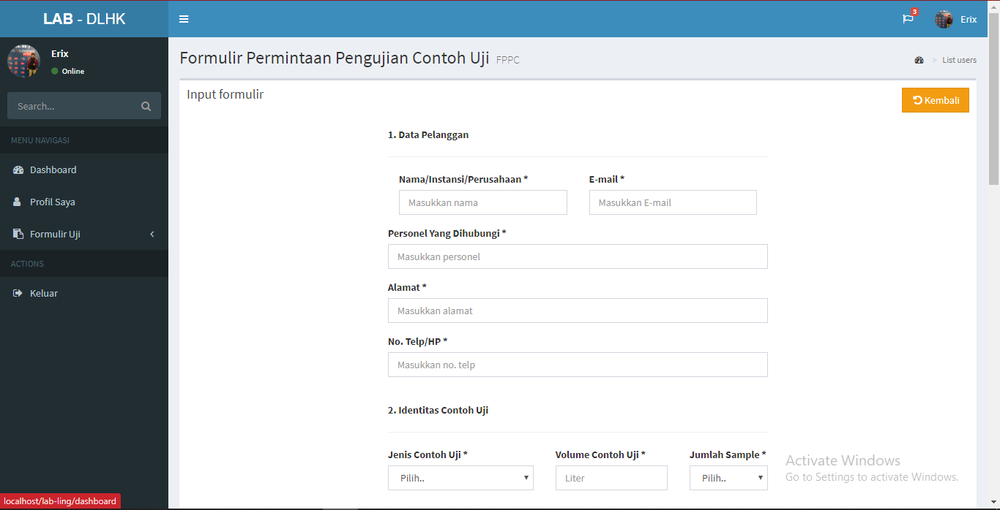 LAB - DLHK
3
Erix
Erix
Online
Formulir Permintaan Pengujian Contoh Uji FPPC
> List users
Search...
Input formulir
Kembali
MENU NAVIGASI
Dashboard
Profil Saya
Formulir Uji
ACTIONS
Keluar
1. Data Pelanggan
Nama/Instansi/Perusahaan * E-mail *
Masukkan nama Masukkan E-mail
Personel Yang Dihubungi *
Masukkan personel
Alamat *
Masukkan alamat
No. Telp/HP *
Masukkan no. telp
2. Identitas Contoh Uji
Jenis Contoh Uji * Volume Contoh Uji * Jumlah Sample *
Pilih.. Liter Pilih..
Activate Windows
Go to Settings to activate Windows.
localhost/lab-ling/dashboard